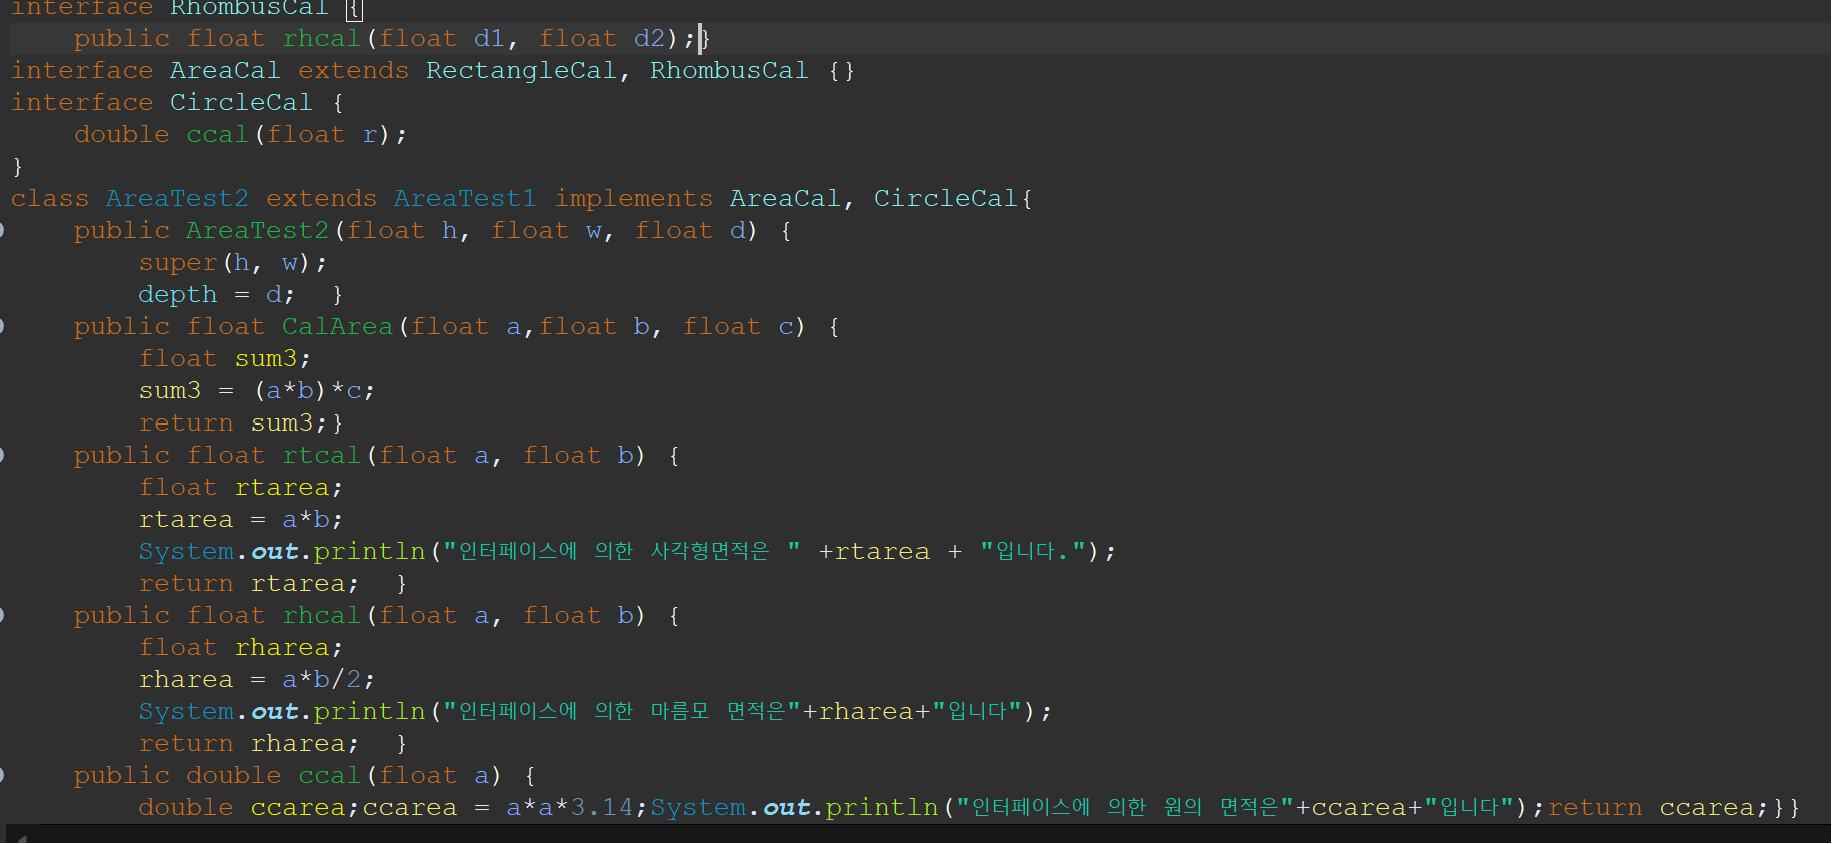 interface RhombusCal {
    public float rhcal(float d1, float d2);}
interface AreaCal extends RectangleCal, RhombusCal {}
interface CircleCal {
    double ccal(float r);
}
class AreaTest2 extends AreaTest1 implements AreaCal, CircleCal{
    public AreaTest2(float h, float w, float d) {
        super(h, w);
        depth = d;  }
    public float CalArea(float a,float b, float c) {
        float sum3;
        sum3 = (a*b)*c;
        return sum3;}
    public float rtcal(float a, float b) {
        float rtarea;
        rtarea = a*b;
        System.out.println("인터페이스에 의한 사각형면적은 " +rtarea + "입니다.");
        return rtarea;  }
    public float rhcal(float a, float b) {
        float rharea;
        rharea = a*b/2;
        System.out.println("인터페이스에 의한 마름모 면적은"+rharea+"입니다");
        return rharea;  }
    public double ccal(float a) {
        double ccarea;ccarea = a*a*3.14;System.out.println("인터페이스에 의한 원의 면적은"+ccarea+"입니다");return ccarea;}}